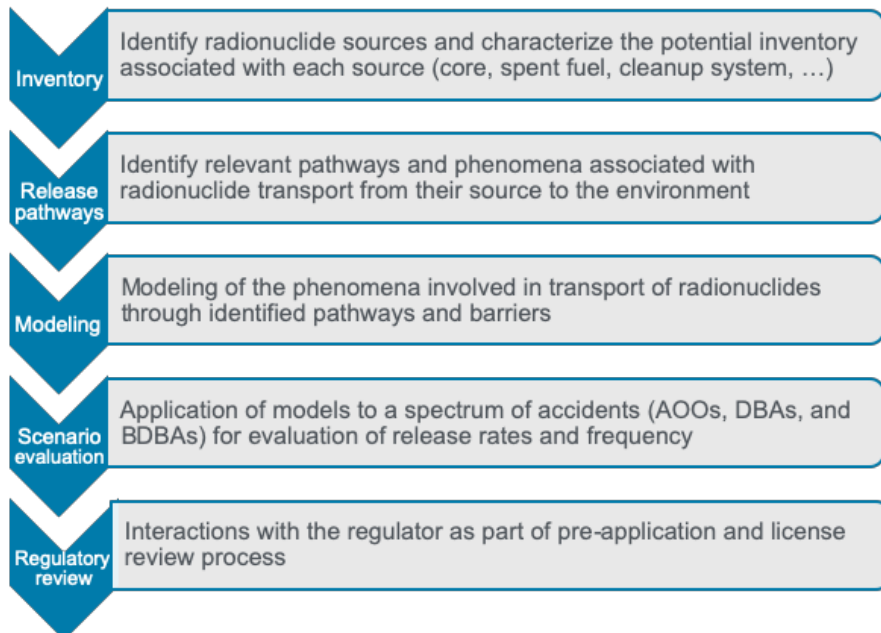 Inventory
Identify radionuclide sources and characterize the potential inventory
associated with each source (core, spent fuel, cleanup system, …)
Release
pathways
Identify relevant pathways and phenomena associated with
radionuclide transport from their source to the environment
Modeling
Modeling of the phenomena involved in transport of radionuclides
through identified pathways and barriers
Scenario
evaluation
Application of models to a spectrum of accidents (AOOs, DBAs, and
BDBAs) for evaluation of release rates and frequency
Regulatory
review
Interactions with the regulator as part of pre-application and license
review process